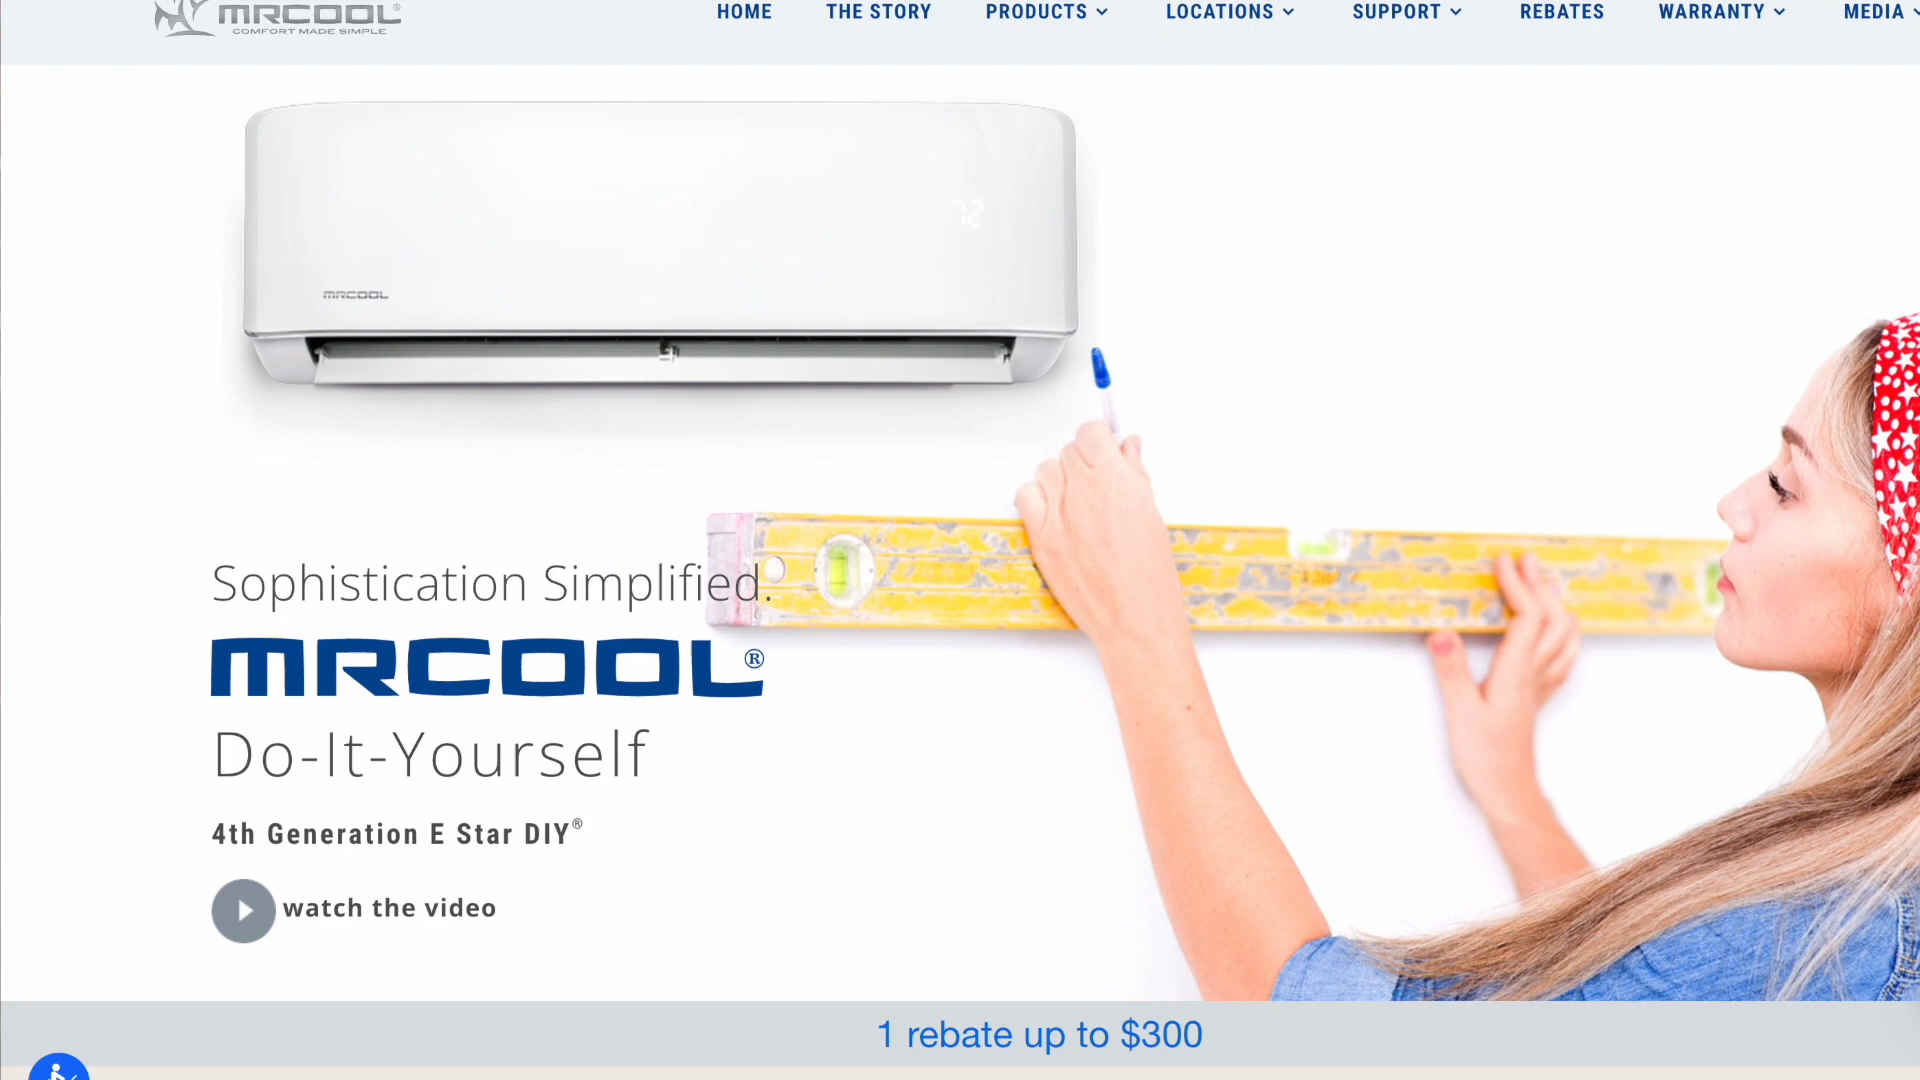 MRCOOL®
COMFORT MADE SIMPLE
HOME THE STORY PRODUCTS LOCATIONS SUPPORT REBATES WARRANTY MEDIA
72
MRCOOL
Sophistication Simplified.
MRCOOL®
Do-It-Yourself
4th Generation E Star DIY®
watch the video
1 rebate up to $300